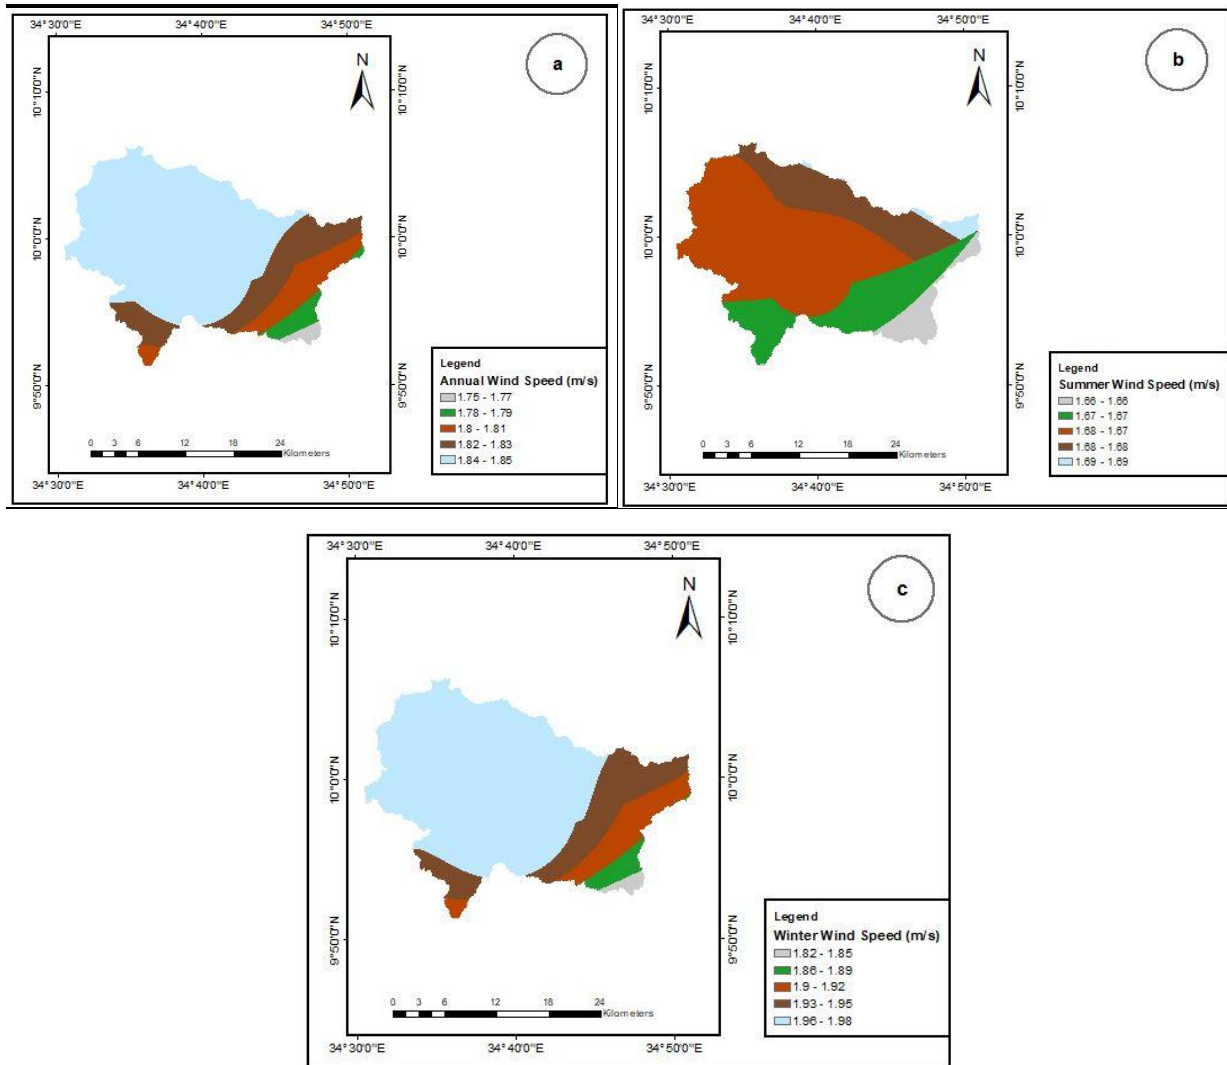 34°30'0"E 34°40'0"E 34°50'0"E
a
N
10°10'0"N 10°10'0"N
10°0'0"N 10°0'0"N
9°50'0"N 9°50'0"N
Legend
Annual Wind Speed (m/s)
1.75 - 1.77
1.78 - 1.79
1.8 - 1.81
1.82 - 1.83
1.84 - 1.85
0 3 6 12 18 24
Kilometers
34°30'0"E 34°40'0"E 34°50'0"E
34°30'0"E 34°40'0"E 34°50'0"E
b
N
10°10'0"N 10°10'0"N
10°0'0"N 10°0'0"N
9°50'0"N 9°50'0"N
Legend
Summer Wind Speed (m/s)
1.66 - 1.66
1.67 - 1.67
1.68 - 1.67
1.68 - 1.68
1.69 - 1.69
0 3 6 12 18 24
Kilometers
34°30'0"E 34°40'0"E 34°50'0"E
34°30'0"E 34°40'0"E 34°50'0"E
c
N
10°10'0"N 10°10'0"N
10°0'0"N 10°0'0"N
9°50'0"N 9°50'0"N
Legend
Winter Wind Speed (m/s)
1.82 - 1.85
1.86 - 1.89
1.9 - 1.92
1.93 - 1.95
1.96 - 1.98
0 3 6 12 18 24
Kilometers
34°30'0"E 34°40'0"E 34°50'0"E